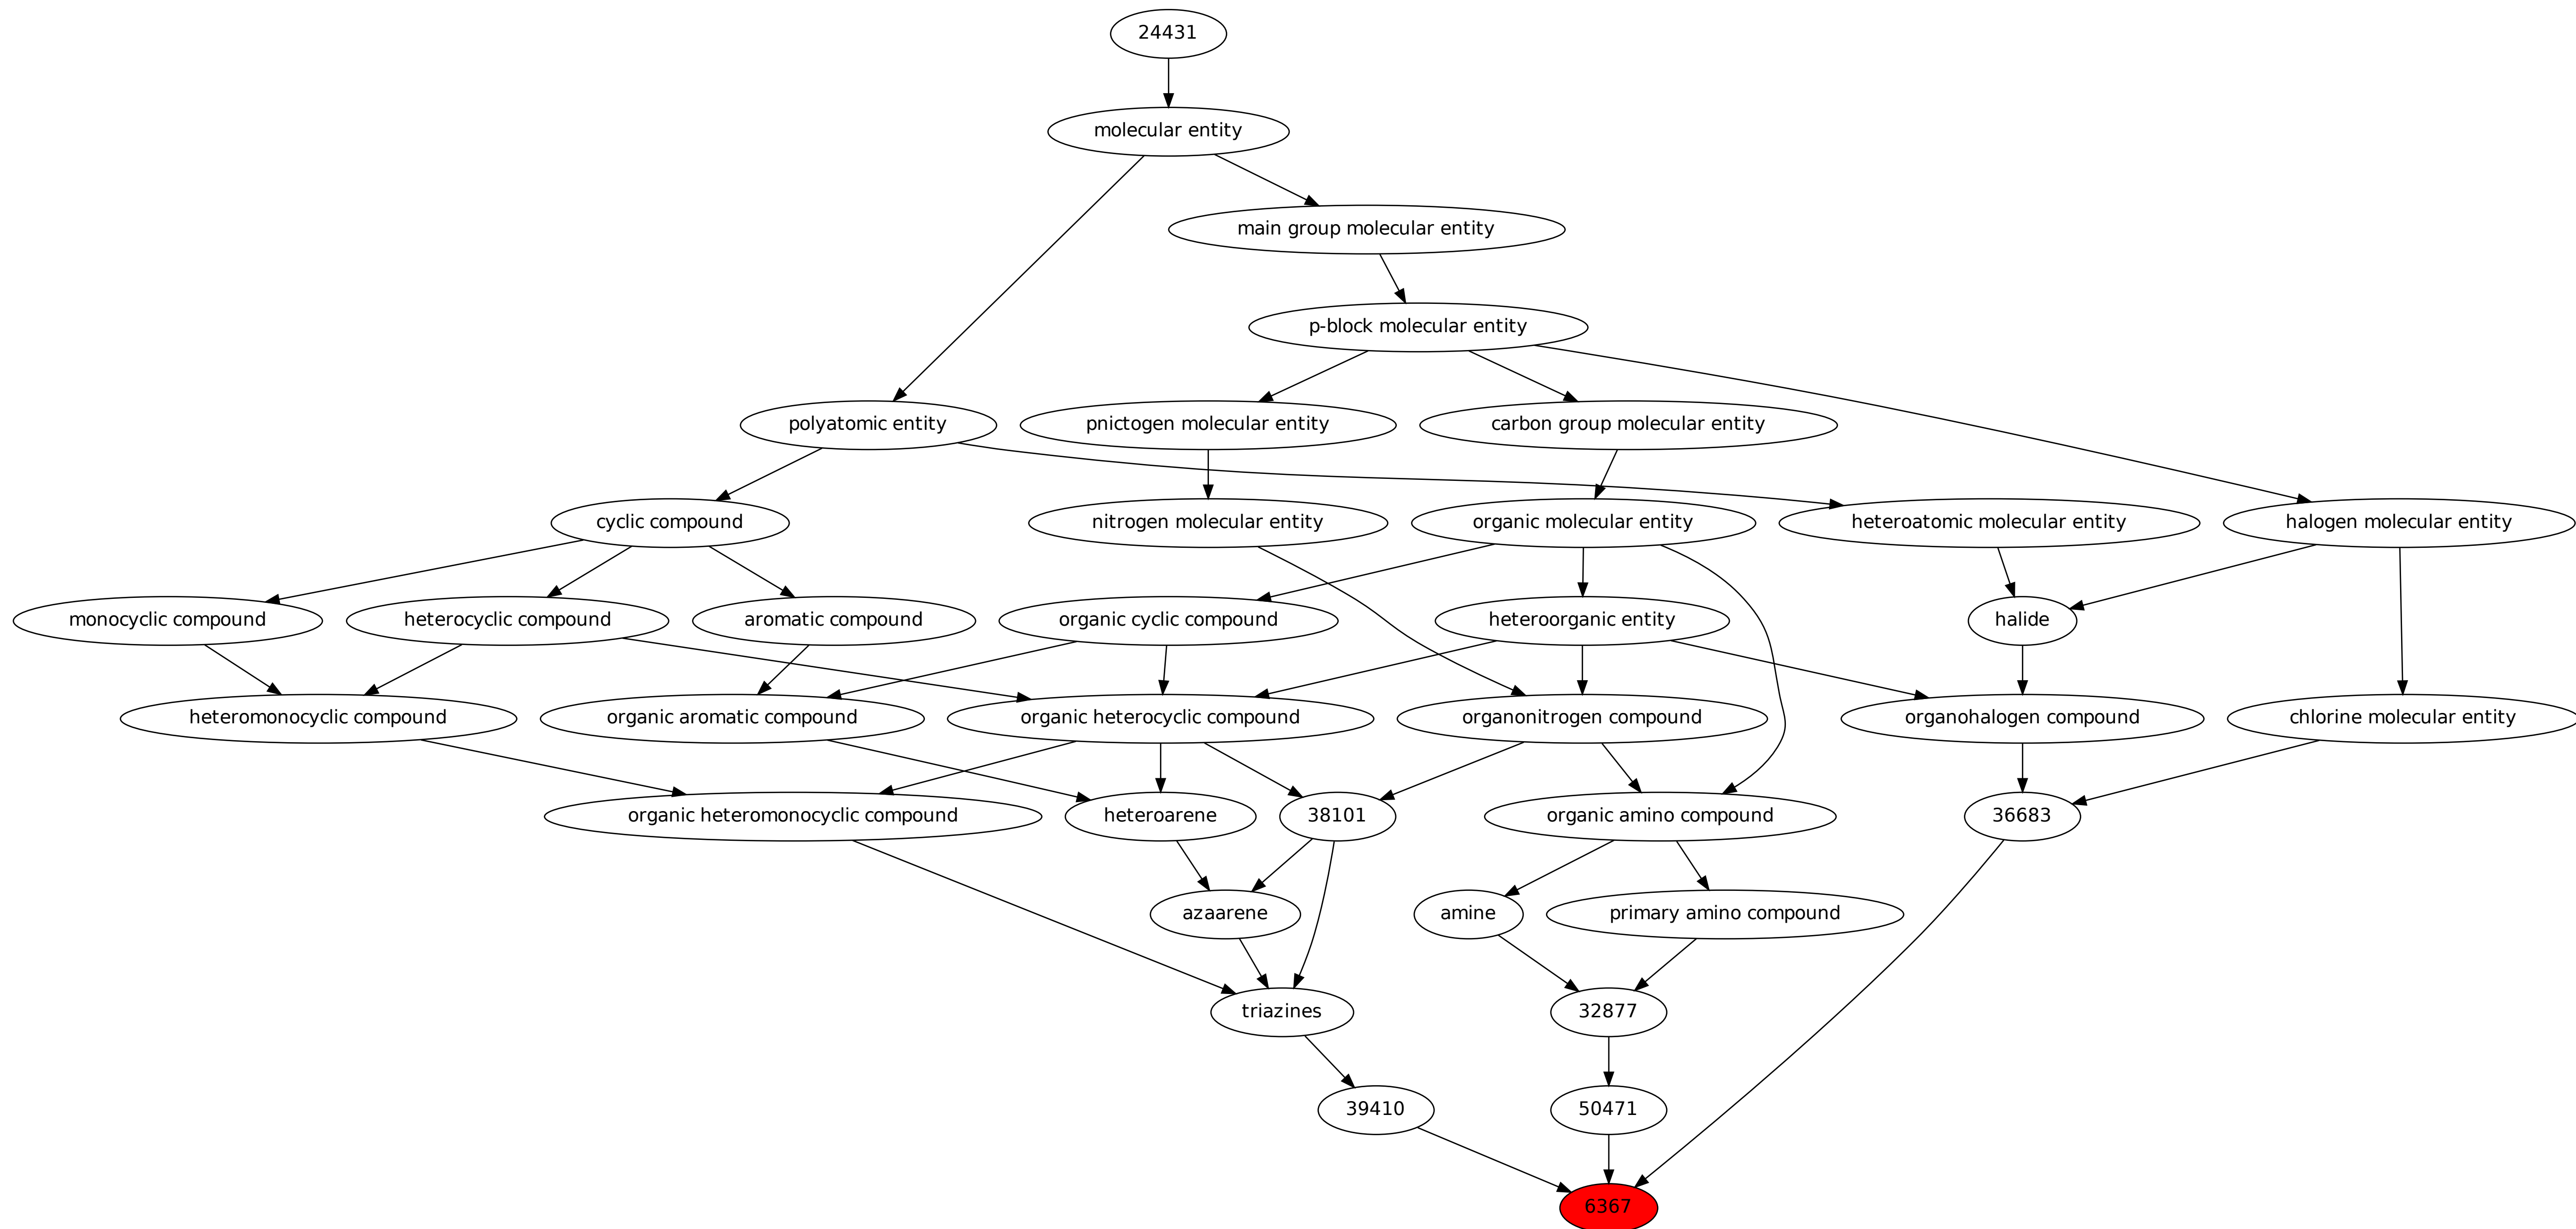 24431
molecular entity
main group molecular entity
p-block molecular entity
polyatomic entity
pnictogen molecular entity
carbon group molecular entity
cyclic compound
nitrogen molecular entity
organic molecular entity
heteroatomic molecular entity
halogen molecular entity
monocyclic compound
heterocyclic compound
aromatic compound
organic cyclic compound
heteroorganic entity
halide
heteromonocyclic compound
organic aromatic compound
organic heterocyclic compound
organonitrogen compound
organohalogen compound
chlorine molecular entity
organic heteromonocyclic compound
heteroarene
38101
organic amino compound
36683
azaarene
amine
primary amino compound
triazines
32877
39410
50471
6367